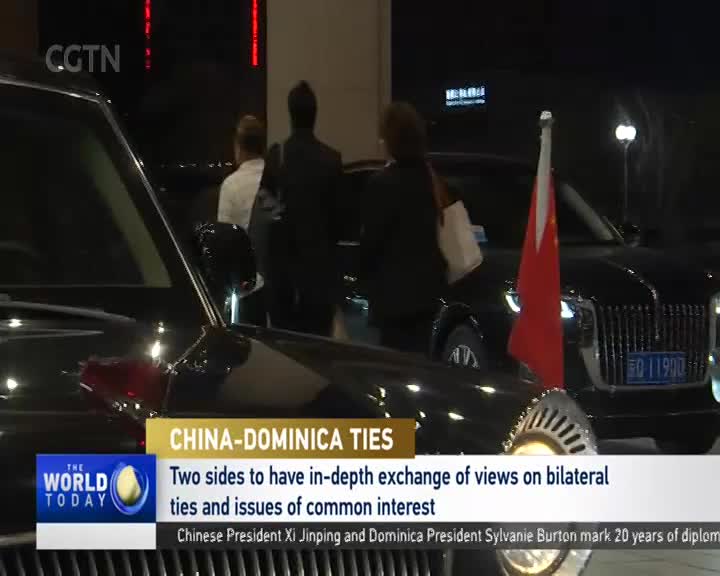 CGTN
CHINA-DOMINICA TIES
THE
WORLD
TODAY
Two sides to have in-depth exchange of views on bilateral
ties and issues of common interest
Chinese President Xi Jinping and Dominica President Sylvanie Burton mark 20 years of diplom